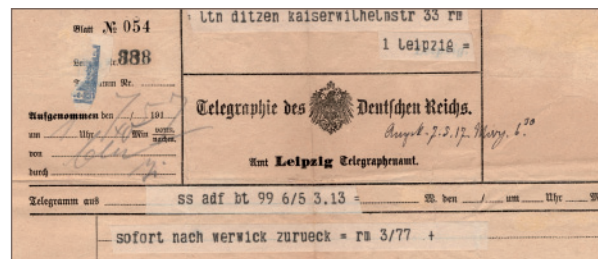 ltn ditzen kaiserwilhelmstr 33 rm
1 leipzig =
Blatt № 054
888
Aufgenommen den / 191
um Uhr Min vorm. nachm.
von
durch
Telegraphie des Deutschen Reichs.
Amt Leipzig Telegraphenamt.
Telegramm aus ss adf bt 99 6/5 3,13 = W. den / um Uhr M
sofort nach werwick zurueck = rm 3/77 +